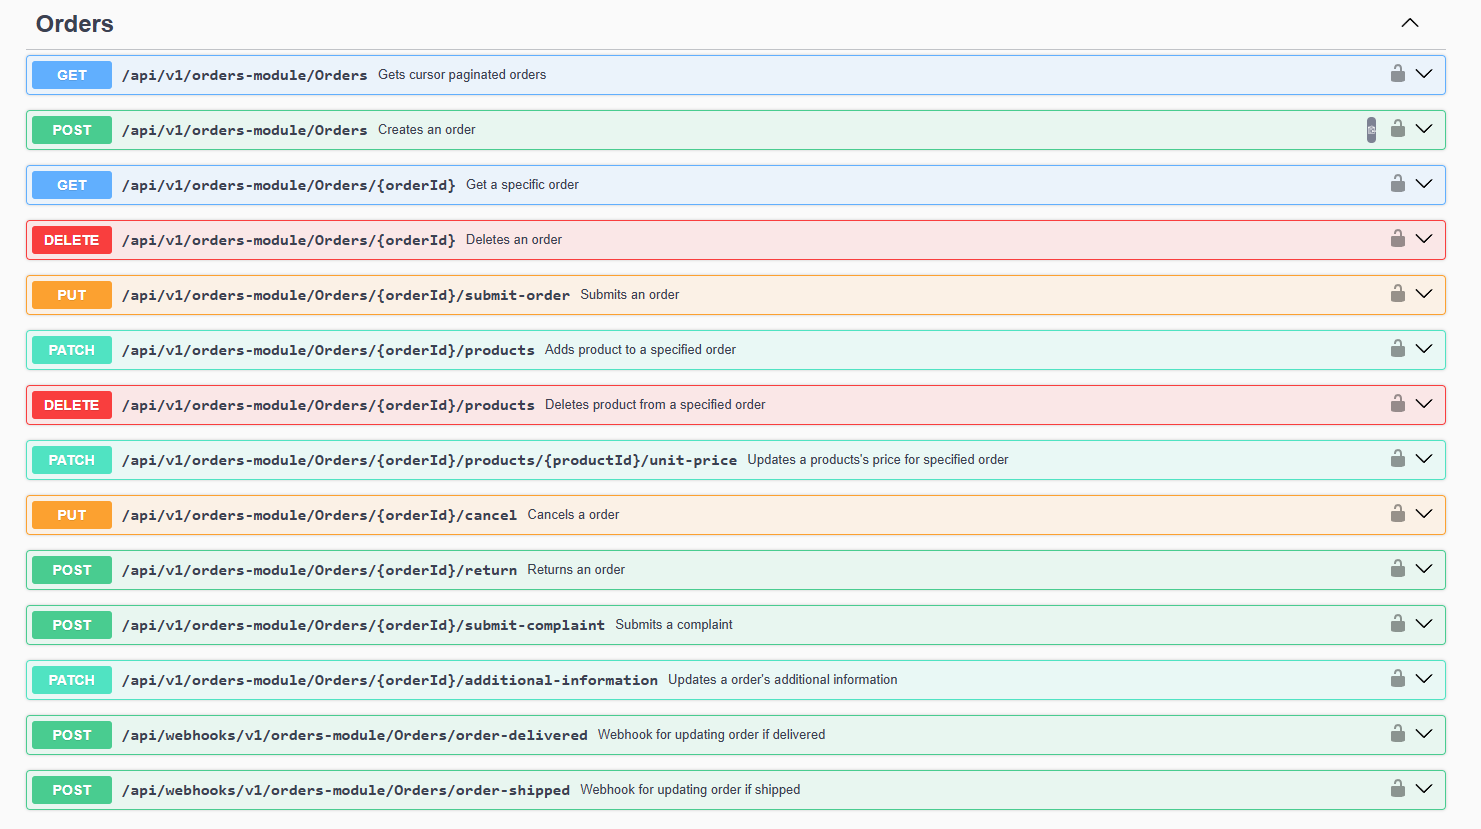 Orders
GET /api/v1/orders-module/Orders Gets cursor paginated orders
POST /api/v1/orders-module/Orders Creates an order
GET /api/v1/orders-module/Orders/{orderId} Get a specific order
DELETE /api/v1/orders-module/Orders/{orderId} Deletes an order
PUT /api/v1/orders-module/Orders/{orderId}/submit-order Submits an order
PATCH /api/v1/orders-module/Orders/{orderId}/products Adds product to a specified order
DELETE /api/v1/orders-module/Orders/{orderId}/products Deletes product from a specified order
PATCH /api/v1/orders-module/Orders/{orderId}/products/{productId}/unit-price Updates a products's price for specified order
PUT /api/v1/orders-module/Orders/{orderId}/cancel Cancels a order
POST /api/v1/orders-module/Orders/{orderId}/return Returns an order
POST /api/v1/orders-module/Orders/{orderId}/submit-complaint Submits a complaint
PATCH /api/v1/orders-module/Orders/{orderId}/additional-information Updates a order's additional information
POST /api/webhooks/v1/orders-module/Orders/order-delivered Webhook for updating order if delivered
POST /api/webhooks/v1/orders-module/Orders/order-shipped Webhook for updating order if shipped